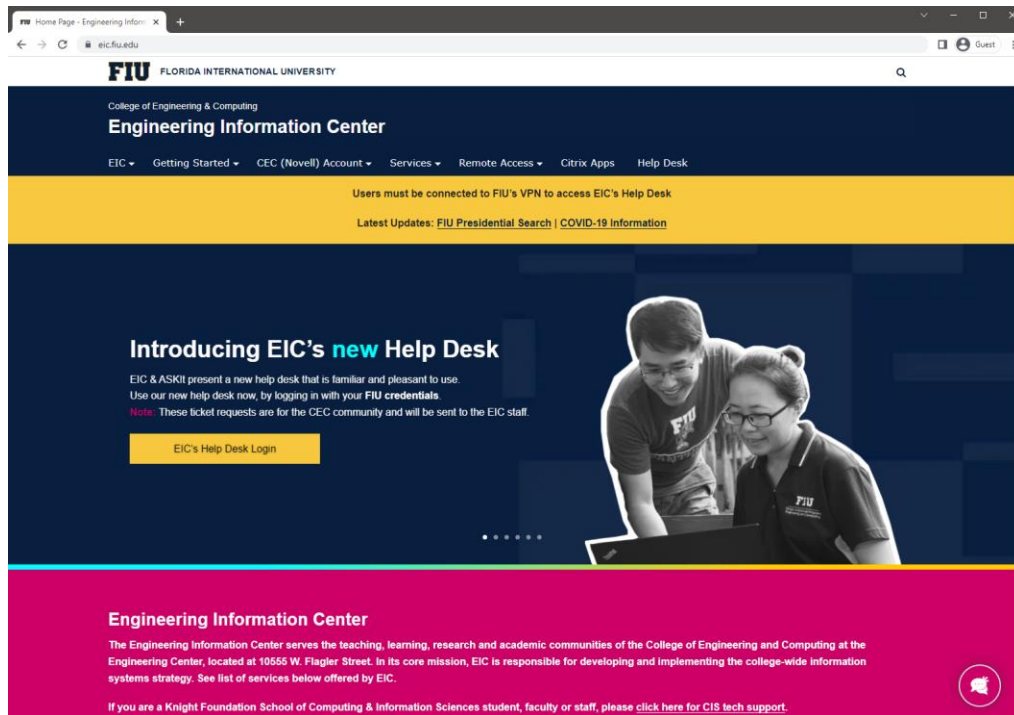 Home Page - Engineering Inform
eic.fiu.edu
Guest
FIU FLORIDA INTERNATIONAL UNIVERSITY
College of Engineering & Computing
Engineering Information Center
EIC Getting Started CEC (Novell) Account Services Remote Access Citrix Apps Help Desk
Users must be connected to FIU's VPN to access EIC's Help Desk
Latest Updates: FIU Presidential Search | COVID-19 Information
Introducing EIC's new Help Desk
EIC & ASKit present a new help desk that is familiar and pleasant to use.
Use our new help desk now, by logging in with your FIU credentials.
Note: These ticket requests are for the CEC community and will be sent to the EIC staff.
EIC's Help Desk Login
FIU
FIU
Engineering Information Center
The Engineering Information Center serves the teaching, learning, research and academic communities of the College of Engineering and Computing at the
Engineering Center, located at 10555 W. Flagler Street. In its core mission, EIC is responsible for developing and implementing the college-wide information
systems strategy. See list of services below offered by EIC.
If you are a Knight Foundation School of Computing & Information Sciences student, faculty or staff, please click here for CIS tech support.